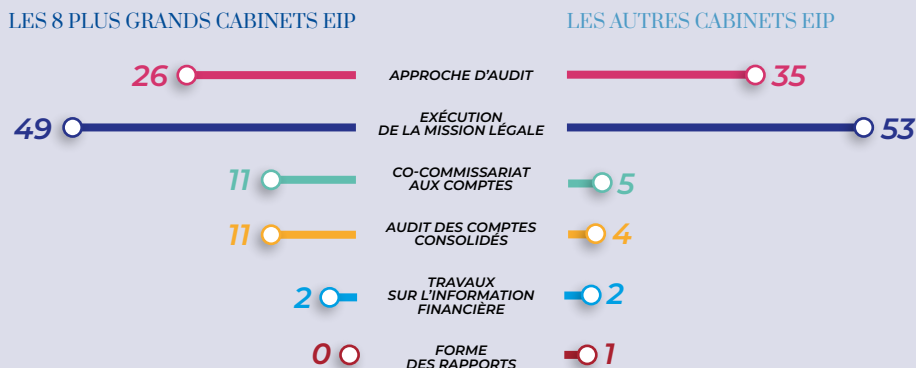 LES 8 PLUS GRANDS CABINETS EIP
LES AUTRES CABINETS EIP
26 APPROCHE D'AUDIT 35
49 EXÉCUTION
DE LA MISSION LÉGALE 53
11 CO-COMMISSARIAT
AUX COMPTES 5
11 AUDIT DES COMPTES
CONSOLIDÉS 4
2 TRAVAUX
SUR L'INFORMATION
FINANCIÈRE 2
0 FORME
DES RAPPORTS 1